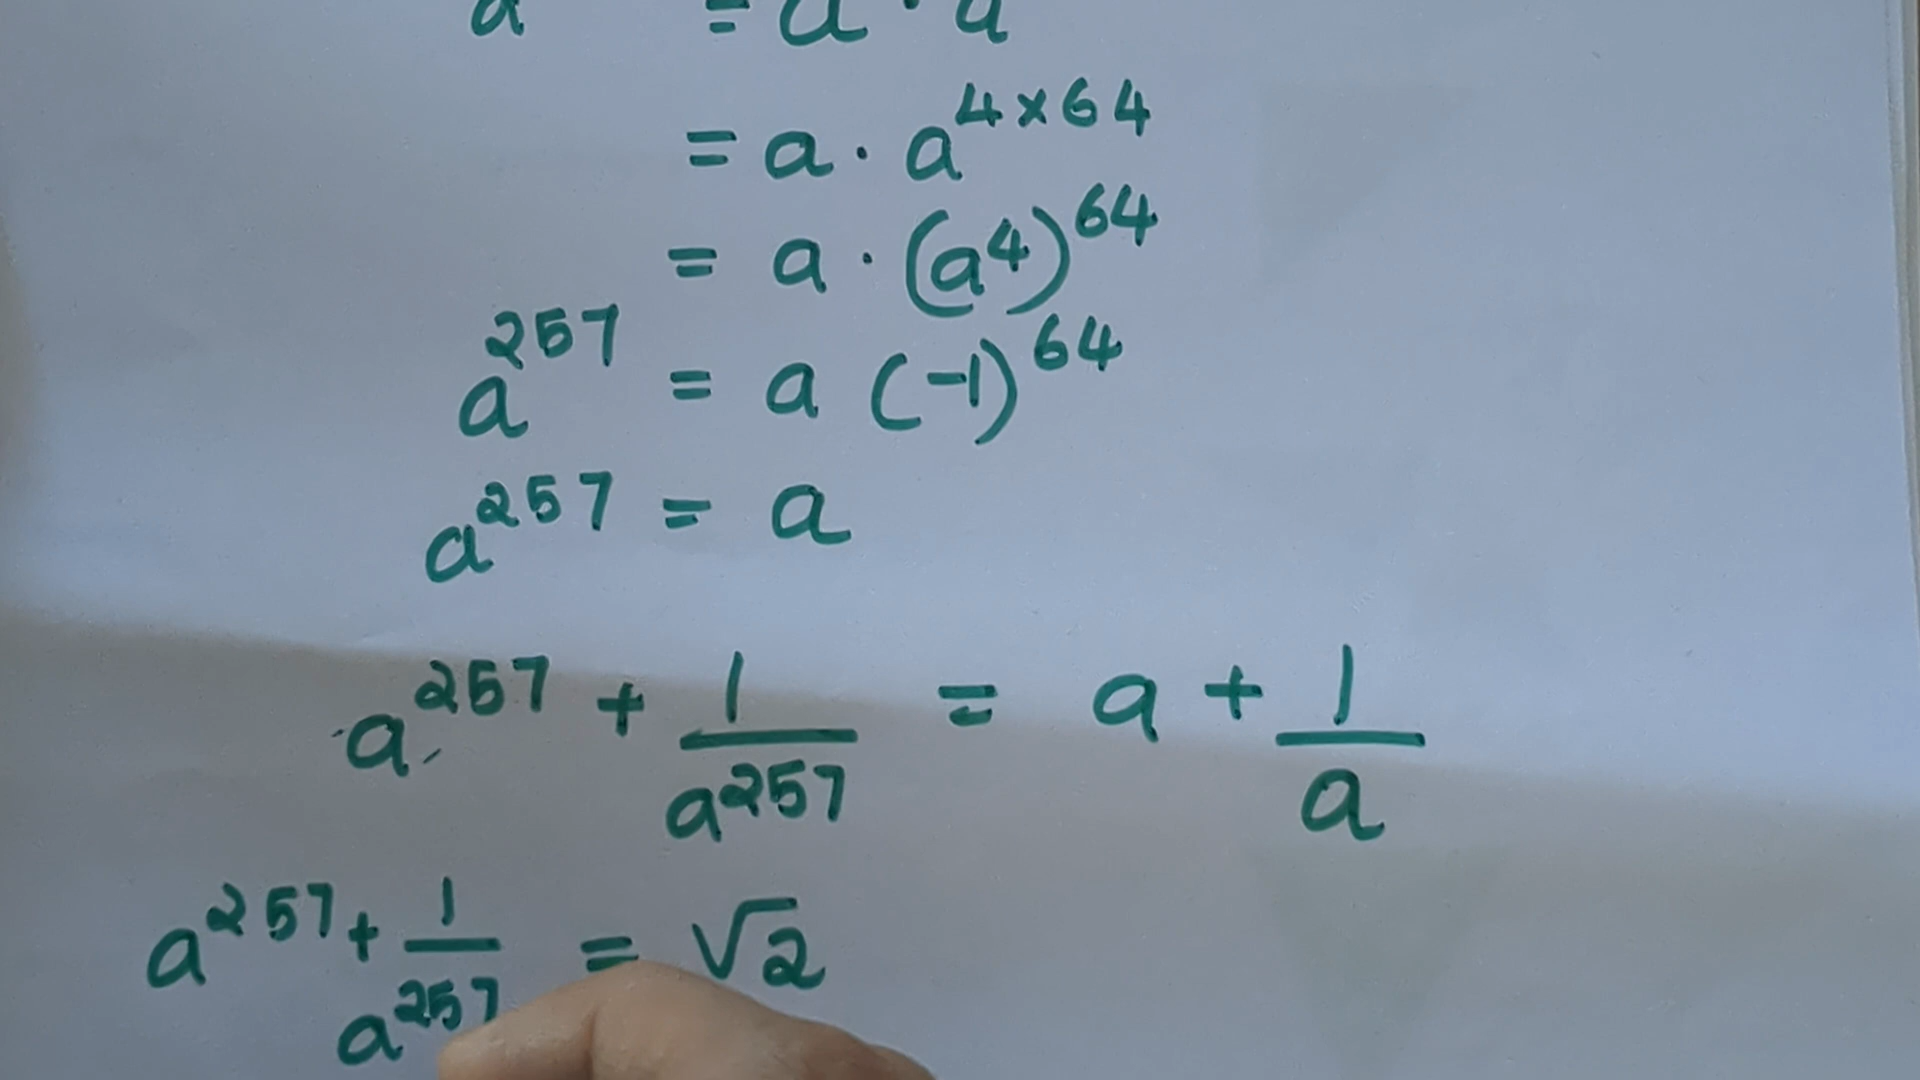 a = a · a
= a · a^4×64
= a · (a^4)^64
a^257 = a (-1)^64
a^257 = a
a^257 + 1/a^257 = a + 1/a
a^257 + 1/a^257 = √2